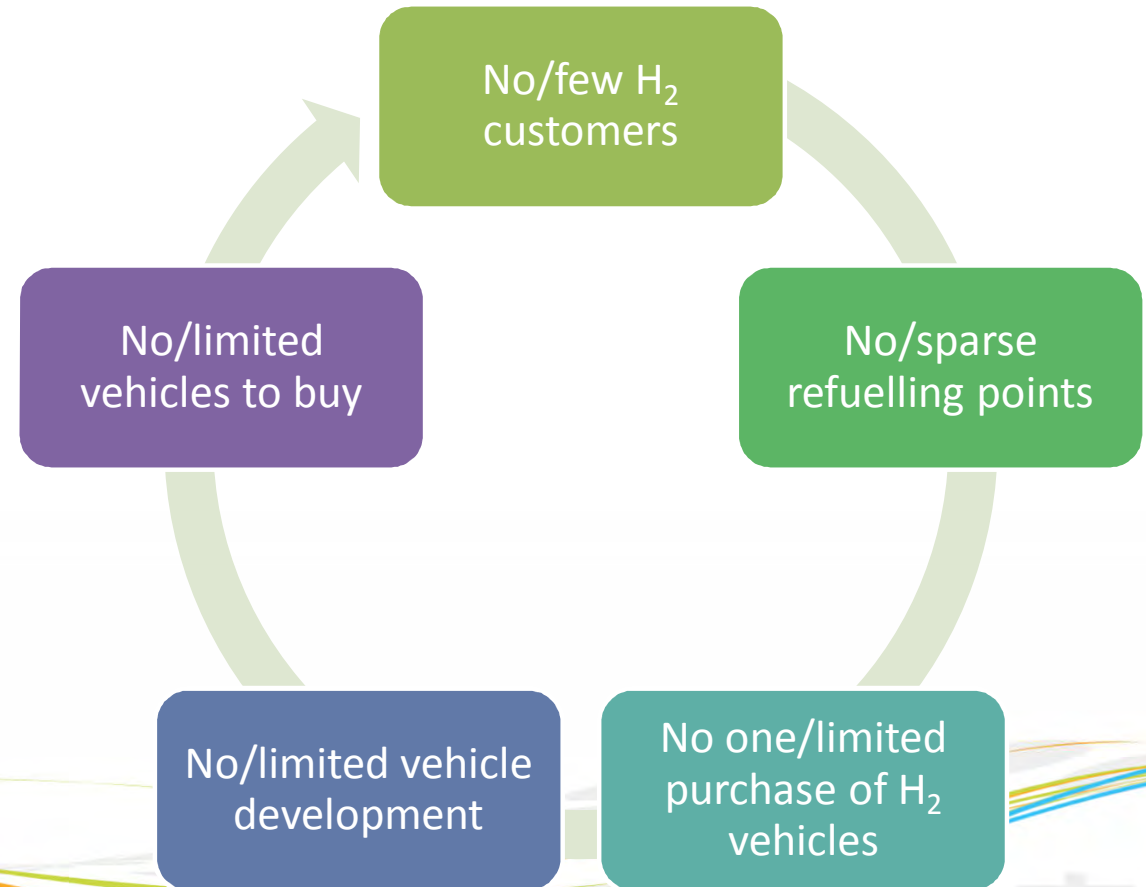 No/few H₂
customers
No/sparse
refuelling points
No one/limited
purchase of H₂
vehicles
No/limited vehicle
development
No/limited
vehicles to buy